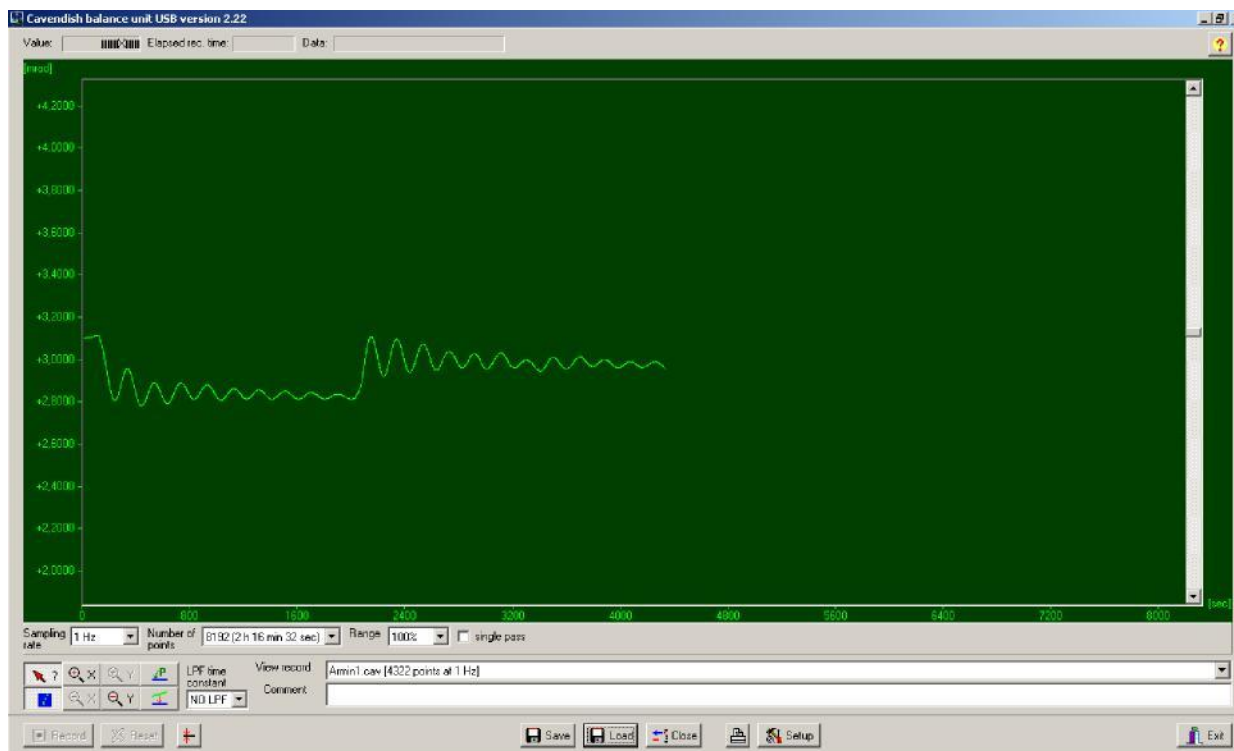 Cavendish balance unit USB version 2.22
Value: Elapsed rec. time: Data:
?
[mrad]
+4,2000
+4,0000
+3,8000
+3,6000
+3,4000
+3,2000
+3,0000
+2,8000
+2,6000
+2,4000
+2,2000
+2,0000
0 800 1600 2400 3200 4000 4800 5600 6400 7200 8000 [sec]
Sampling rate 1 Hz Number of points 8192 (2 h 16 min 32 sec) Range 100% single pass
? X Y P LPF time constant View record Armin1.cav [4322 points at 1 Hz]
X Y NO LPF Comment
Record Reset Save Load Close Setup Exit